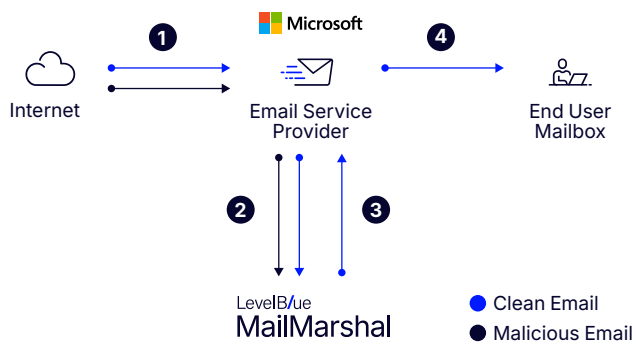 Microsoft
1
4
Internet
Email Service
Provider
End User
Mailbox
2
3
LevelBlue
MailMarshal
Clean Email
Malicious Email